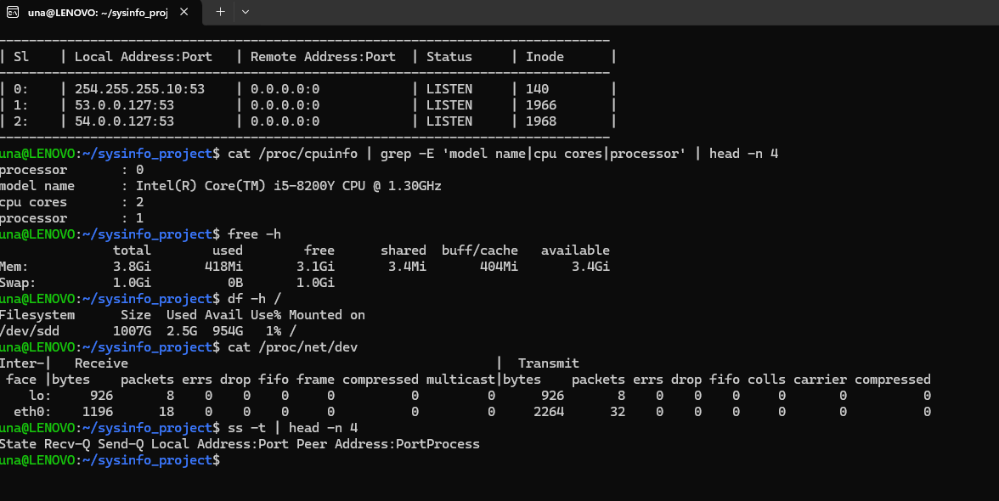 una@LENOVO: ~/sysinfo_proj
| Sl | Local Address:Port | Remote Address:Port | Status | Inode |
| 0: | 254.255.255.10:53 | 0.0.0.0:0 | LISTEN | 140 |
| 1: | 53.0.0.127:53 | 0.0.0.0:0 | LISTEN | 1966 |
| 2: | 54.0.0.127:53 | 0.0.0.0:0 | LISTEN | 1968 |
una@LENOVO:~/sysinfo_project$ cat /proc/cpuinfo | grep -E 'model name|cpu cores|processor' | head -n 4
processor : 0
model name : Intel(R) Core(TM) i5-8200Y CPU @ 1.30GHz
cpu cores : 2
processor : 1
una@LENOVO:~/sysinfo_project$ free -h
total used free shared buff/cache available
Mem: 3.8Gi 418Mi 3.1Gi 3.4Mi 404Mi 3.4Gi
Swap: 1.0Gi 0B 1.0Gi
una@LENOVO:~/sysinfo_project$ df -h /
Filesystem Size Used Avail Use% Mounted on
/dev/sdd 1007G 2.5G 954G 1% /
una@LENOVO:~/sysinfo_project$ cat /proc/net/dev
Inter-| Receive | Transmit
face |bytes packets errs drop fifo frame compressed multicast|bytes packets errs drop fifo colls carrier compressed
lo: 926 8 0 0 0 0 0 0 926 8 0 0 0 0 0 0
eth0: 1196 18 0 0 0 0 0 0 2264 32 0 0 0 0 0 0
una@LENOVO:~/sysinfo_project$ ss -t | head -n 4
State Recv-Q Send-Q Local Address:Port Peer Address:PortProcess
una@LENOVO:~/sysinfo_project$